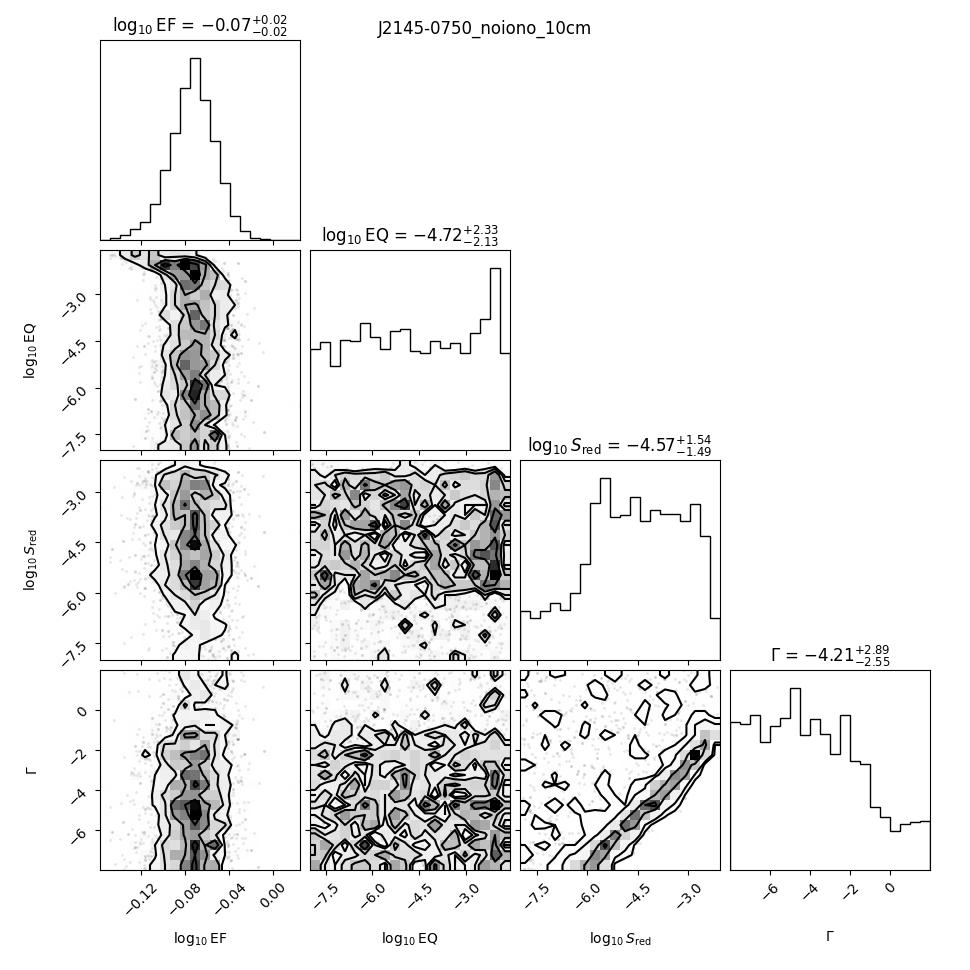 J2145-0750_noiono_10cm
log₁₀ EF = −0.07⁺⁰·⁰²₋₀.₀₂
log₁₀ EQ = −4.72⁺²·³³₋₂.₁₃
−3.0
−4.5
−6.0
−7.5
log₁₀ EQ
log₁₀ S_red = −4.57⁺¹·⁵⁴₋₁.₄₉
−3.0
−4.5
−6.0
−7.5
log₁₀ S_red
Γ = −4.21⁺²·⁸⁹₋₂.₅₅
0
−2
−4
−6
Γ
−0.12 −0.08 −0.04 0.00
−7.5 −6.0 −4.5 −3.0
−7.5 −6.0 −4.5 −3.0
−6 −4 −2 0
log₁₀ EF
log₁₀ EQ
log₁₀ S_red
Γ